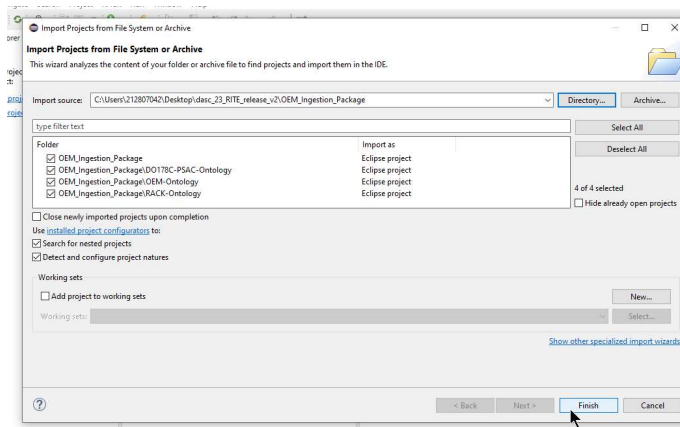 Import Projects from File System or Archive
Import Projects from File System or Archive
This wizard analyzes the content of your folder or archive file to find projects and import them in the IDE.
Import source: C:\Users\212807042\Desktop\dasc_23_RITE_release_v2\OEM_Ingestion_Package Directory... Archive...
type filter text Select All
Folder Import as Deselect All
OEM_Ingestion_Package Eclipse project
OEM_Ingestion_Package\DO178C-PSAC-Ontology Eclipse project
OEM_Ingestion_Package\OEM-Ontology Eclipse project
OEM_Ingestion_Package\RACK-Ontology Eclipse project
4 of 4 selected
Hide already open projects
Close newly imported projects upon completion
Use installed project configurators to:
Search for nested projects
Detect and configure project natures
Working sets
Add project to working sets New...
Working sets: Select...
Show other specialized import wizards
? < Back Next > Finish Cancel